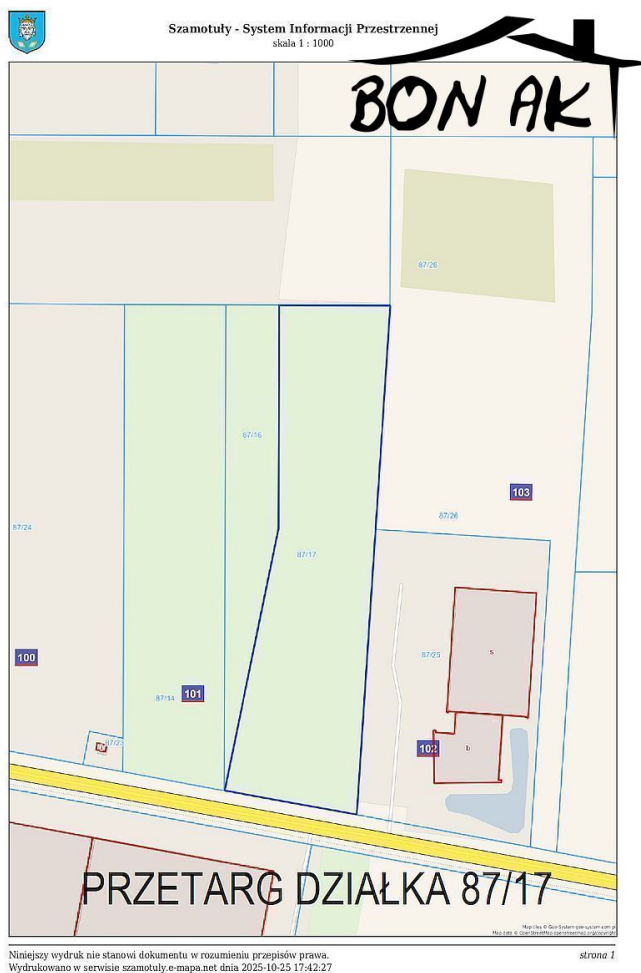 Szamotuły - System Informacji Przestrzennej
skala 1 : 1000
BON AK
87/26
87/16
103
87/24
87/26
87/17
100
87/25
s
87/14
101
102
b
PRZETARG DZIAŁKA 87/17
Niniejszy wydruk nie stanowi dokumentu w rozumieniu przepisów prawa.
strona 1
Wydrukowano w serwisie szamotuly.e-mapa.net dnia 2025-10-25 17:42:27